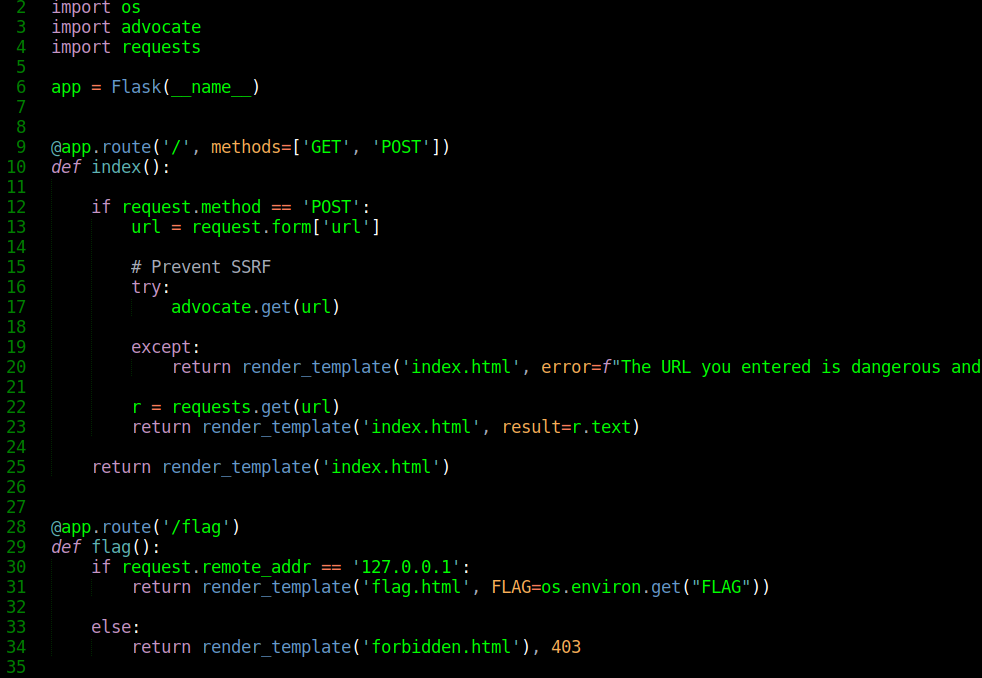 2 import os
3 import advocate
4 import requests
5
6 app = Flask(__name__)
7
8
9 @app.route('/', methods=['GET', 'POST'])
10 def index():
11
12     if request.method == 'POST':
13         url = request.form['url']
14
15         # Prevent SSRF
16         try:
17             advocate.get(url)
18
19         except:
20             return render_template('index.html', error=f"The URL you entered is dangerous and
21
22         r = requests.get(url)
23         return render_template('index.html', result=r.text)
24
25     return render_template('index.html')
26
27
28 @app.route('/flag')
29 def flag():
30     if request.remote_addr == '127.0.0.1':
31         return render_template('flag.html', FLAG=os.environ.get("FLAG"))
32
33     else:
34         return render_template('forbidden.html'), 403
35